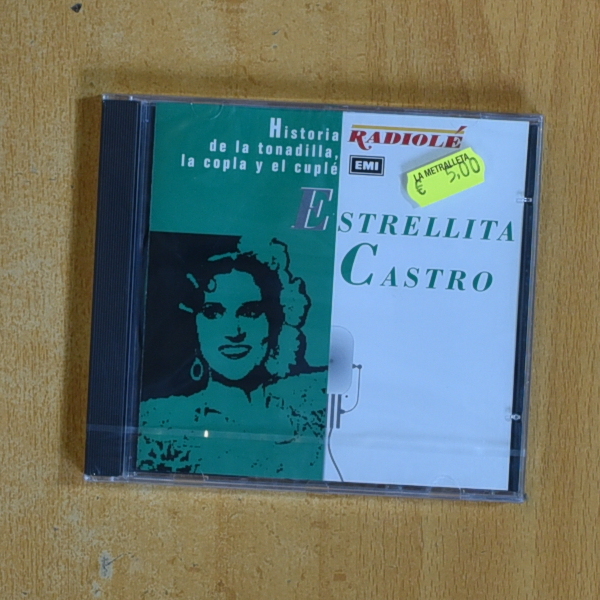 Historia
de la tonadilla,
la copla y el cuplé
RADIOLÉ
EMI
LA METRALLETA
€ 5,00
ESTRELLITA
CASTRO